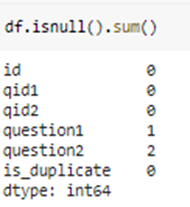 df.isnull().sum()
id 0
qid1 0
qid2 0
question1 1
question2 2
is_duplicate 0
dtype: int64